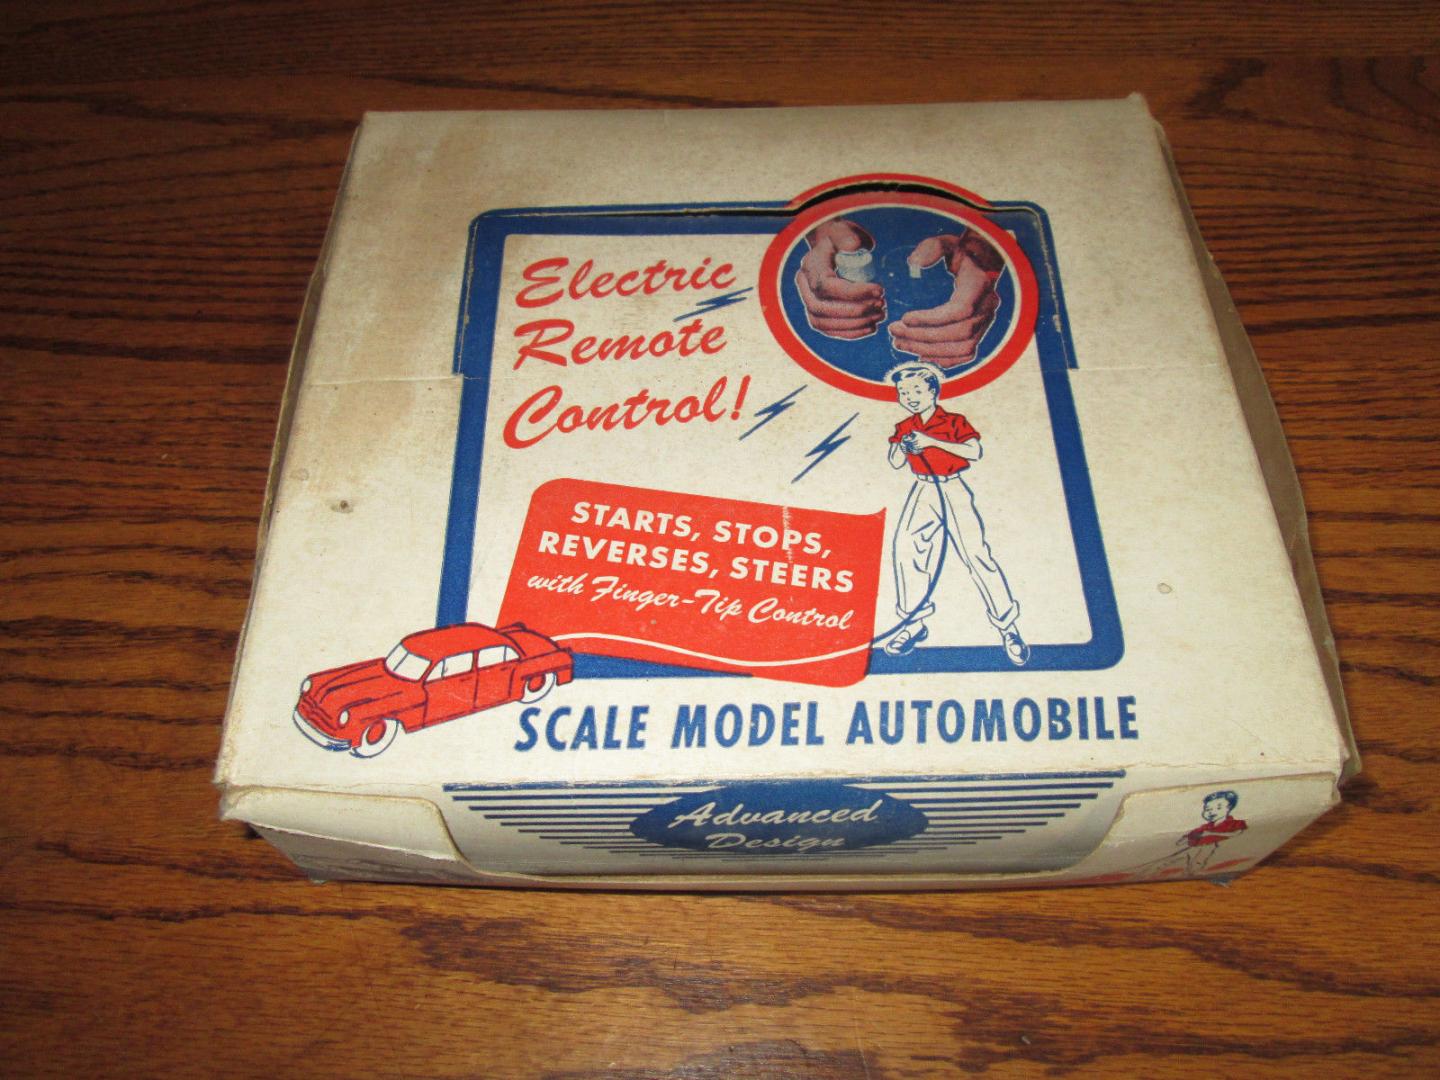 Electric
Remote
Control!
STARTS, STOPS,
REVERSES, STEERS
with Finger-Tip Control
SCALE MODEL AUTOMOBILE
Advanced
Design